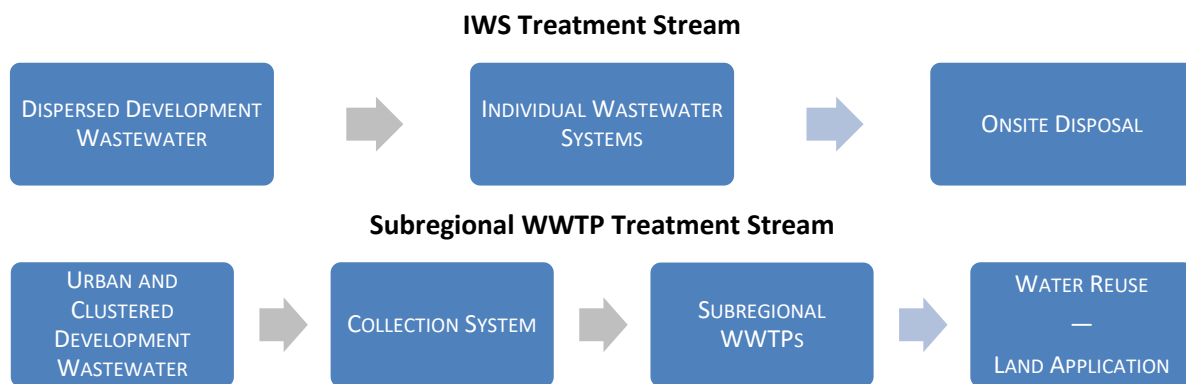 IWS Treatment Stream
DISPERSED DEVELOPMENT
WASTEWATER
INDIVIDUAL WASTEWATER
SYSTEMS
ONSITE DISPOSAL
Subregional WWTP Treatment Stream
URBAN AND
CLUSTERED
DEVELOPMENT
WASTEWATER
COLLECTION SYSTEM
SUBREGIONAL
WWTPS
WATER REUSE
—
LAND APPLICATION